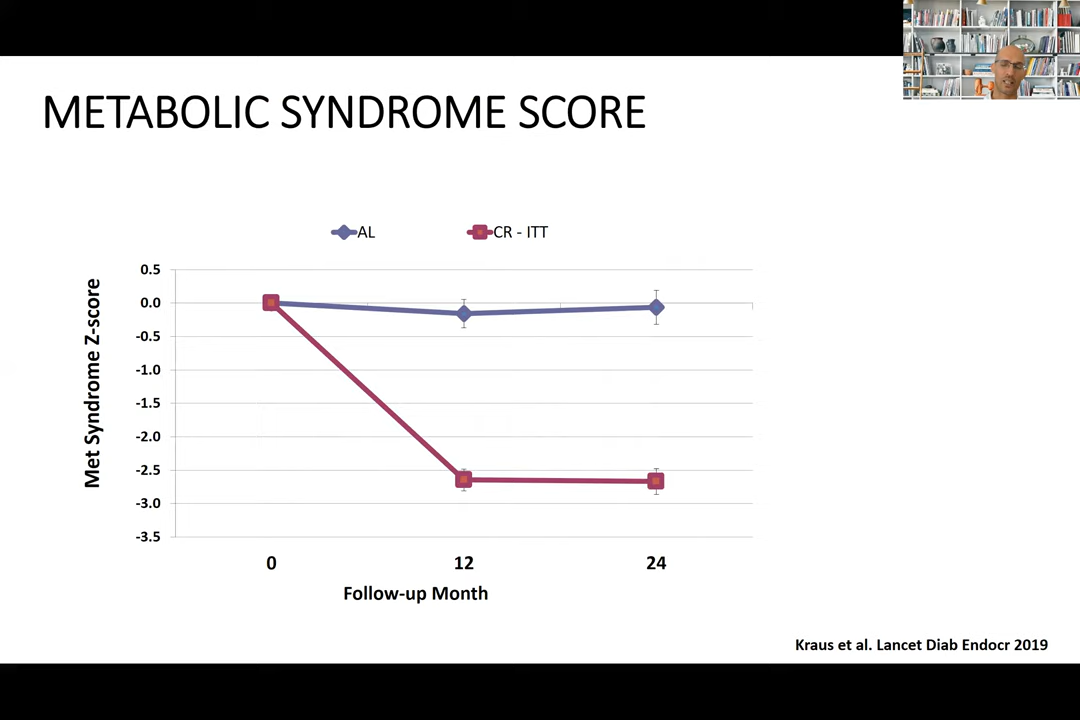 METABOLIC SYNDROME SCORE
AL
CR - ITT
Met Syndrome Z-score
0.5
0.0
-0.5
-1.0
-1.5
-2.0
-2.5
-3.0
-3.5
0
12
24
Follow-up Month
Kraus et al. Lancet Diab Endocr 2019